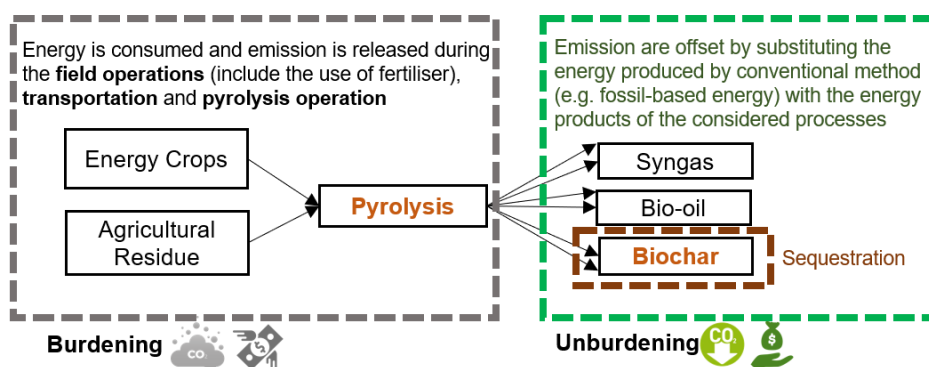 Energy is consumed and emission is released during
the field operations (include the use of fertiliser),
transportation and pyrolysis operation
Energy Crops
Agricultural
Residue
Pyrolysis
Burdening
CO₂
$
Emission are offset by substituting the
energy produced by conventional method
(e.g. fossil-based energy) with the energy
products of the considered processes
Syngas
Bio-oil
Biochar
Sequestration
Unburdening
CO₂
$